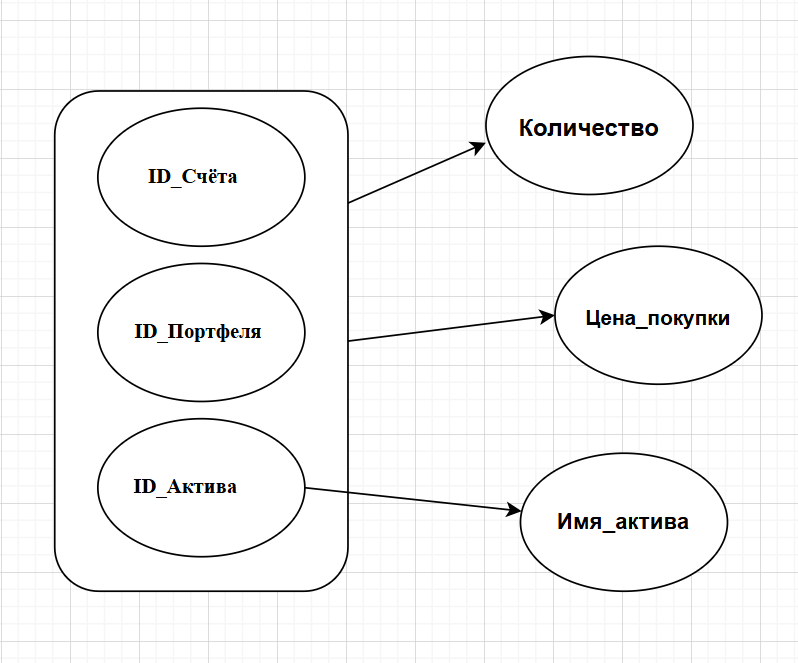 ID_Счёта
ID_Портфеля
ID_Актива
Количество
Цена_покупки
Имя_актива